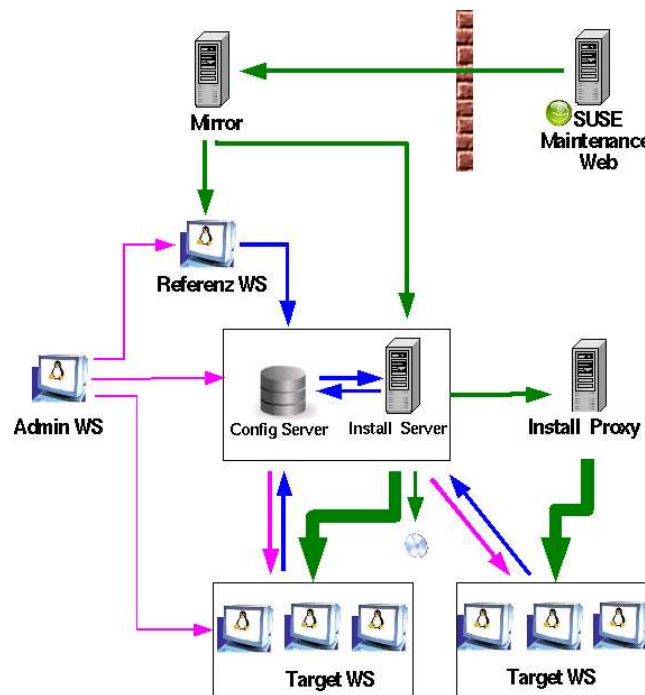 Mirror
SUSE
Maintenance
Web
Referenz WS
Admin WS
Config Server
Install Server
Install Proxy
Target WS
Target WS